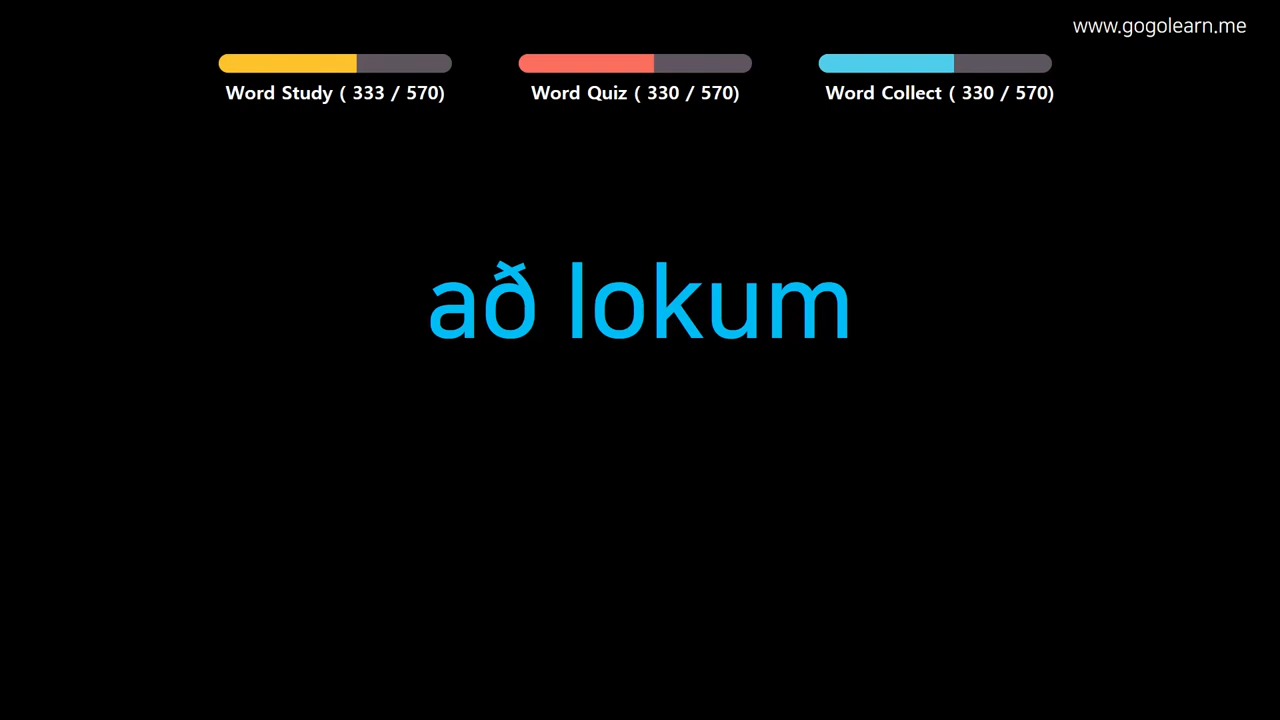 www.gogolearn.me
Word Study ( 333 / 570)
Word Quiz ( 330 / 570)
Word Collect ( 330 / 570)
að lokum